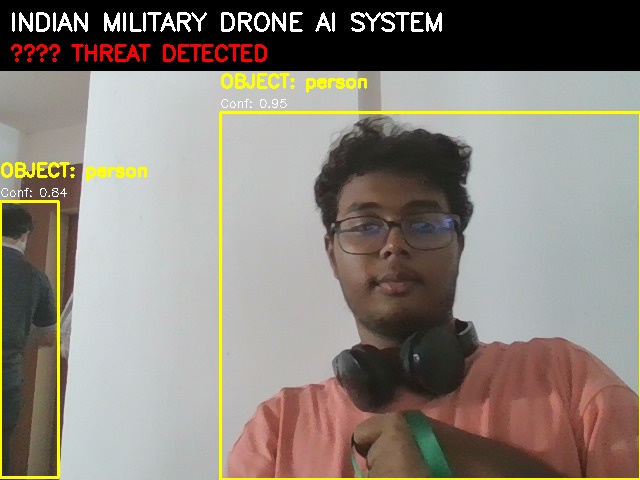 INDIAN MILITARY DRONE AI SYSTEM
???? THREAT DETECTED
OBJECT: person
Conf: 0.95
OBJECT: person
Conf: 0.84